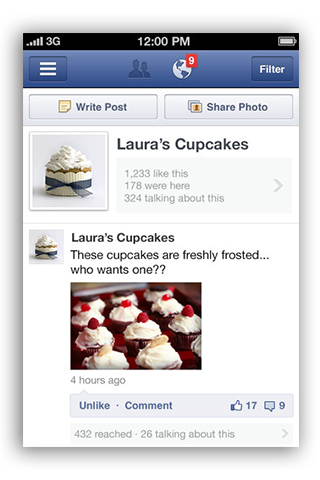 3G 12:00 PM
9
Filter
Write Post Share Photo
Laura's Cupcakes
1,233 like this
178 were here
324 talking about this
Laura's Cupcakes
These cupcakes are freshly frosted...
who wants one??
4 hours ago
Unlike · Comment 17 9
432 reached · 26 talking about this